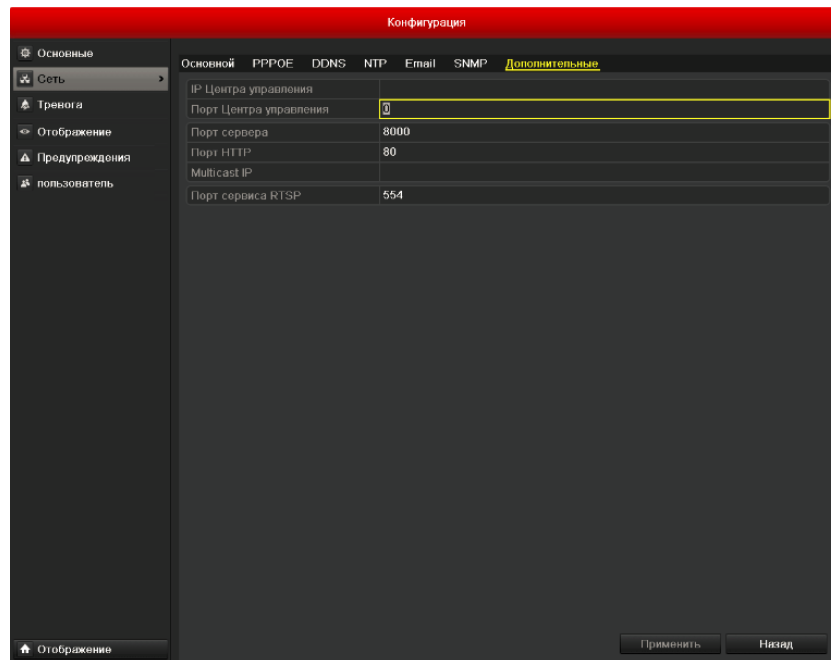 Конфигурация
Основные
Сеть
Тревога
Отображение
Предупреждения
пользователь
Основной PPPOE DDNS NTP Email SNMP Дополнительные
IP Центра управления
Порт Центра управления 0
Порт сервера 8000
Порт HTTP 80
Multicast IP
Порт сервиса RTSP 554
Отображение
Применить Назад